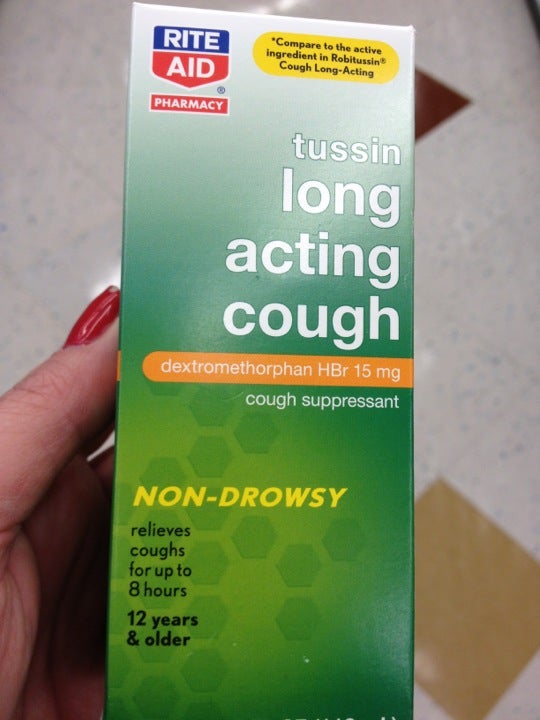 RITE
AID
®
PHARMACY
*Compare to the active
ingredient in Robitussin®
Cough Long-Acting
tussin
long
acting
cough
dextromethorphan HBr 15 mg
cough suppressant
NON-DROWSY
relieves
coughs
for up to
8 hours
12 years
& older